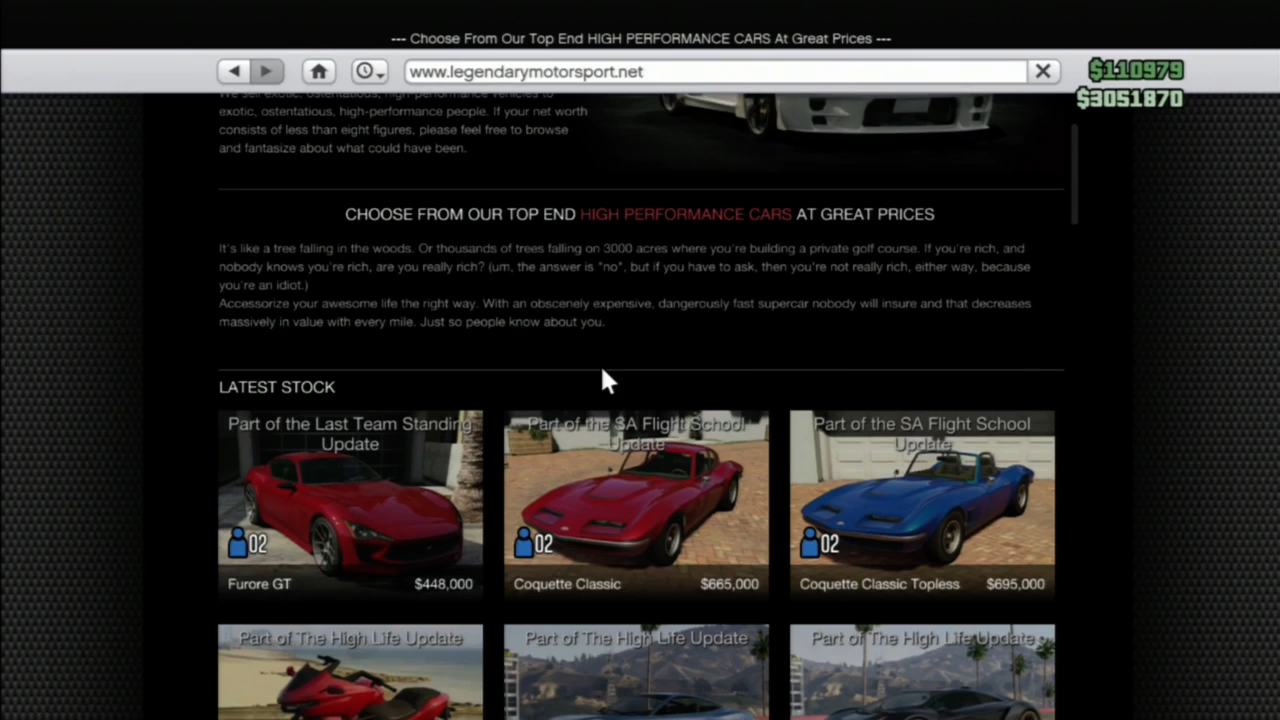 --- Choose From Our Top End HIGH PERFORMANCE CARS At Great Prices ---
www.legendarymotorsport.net
$110979
$3051870
We sell exotic, ostentatious, high-performance vehicles to
exotic, ostentatious, high-performance people. If your net worth
consists of less than eight figures, please feel free to browse
and fantasize about what could have been.
CHOOSE FROM OUR TOP END HIGH PERFORMANCE CARS AT GREAT PRICES
It's like a tree falling in the woods. Or thousands of trees falling on 3000 acres where you're building a private golf course. If you're rich, and
nobody knows you're rich, are you really rich? (um, the answer is "no", but if you have to ask, then you're not really rich, either way, because
you're an idiot.)
Accessorize your awesome life the right way. With an obscenely expensive, dangerously fast supercar nobody will insure and that decreases
massively in value with every mile. Just so people know about you.
LATEST STOCK
Part of the Last Team Standing
Update
02
Furore GT $448,000
Part of the SA Flight School
Update
02
Coquette Classic $665,000
Part of the SA Flight School
Update
02
Coquette Classic Topless $695,000
Part of The High Life Update
Part of The High Life Update
Part of The High Life Update